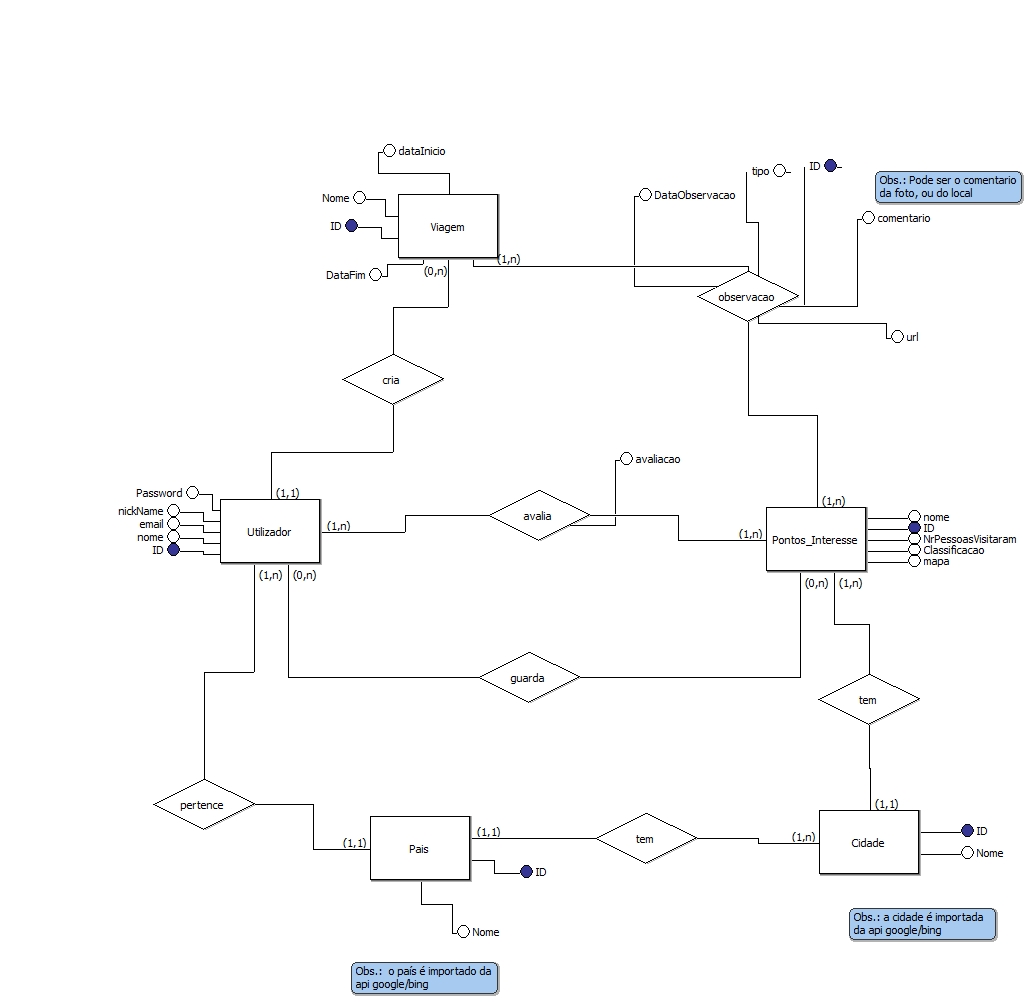 dataInicio
Nome
ID
Viagem
DataFim
(0,n)
(1,n)
DataObservacao
tipo
ID
Obs.: Pode ser o comentario
da foto, ou do local
comentario
observacao
url
cria
avaliacao
Password
nickName
email
nome
ID
(1,1)
Utilizador
(1,n)
(1,n)
(0,n)
avalia
(1,n)
(1,n)
Pontos_Interesse
nome
ID
NrPessoasVisitaram
Classificacao
mapa
(0,n)
(1,n)
guarda
tem
pertence
(1,1)
Pais
(1,1)
ID
Nome
tem
(1,n)
(1,1)
Cidade
ID
Nome
Obs.: a cidade é importada
da api google/bing
Obs.: o país é importado da
api google/bing